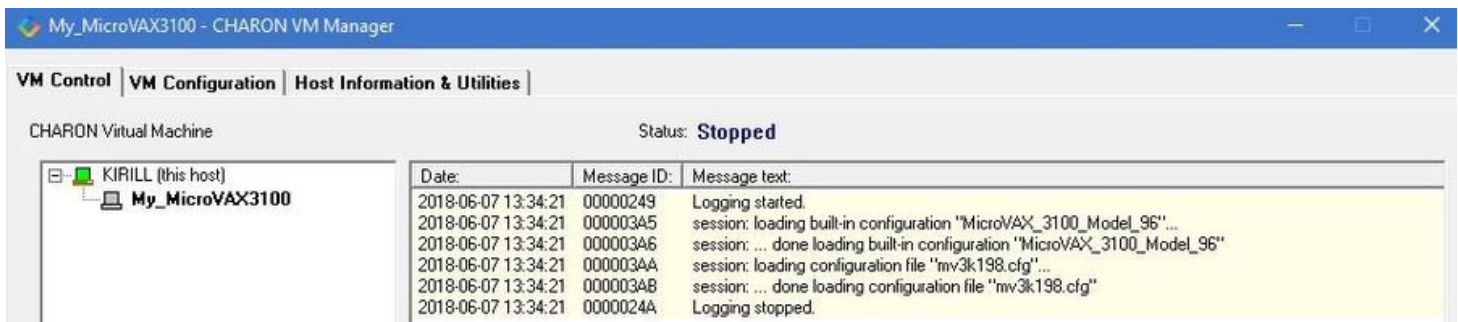 My_MicroVAX3100 - CHARON VM Manager
VM Control VM Configuration Host Information & Utilities
CHARON Virtual Machine Status: Stopped
KIRILL (this host)
My_MicroVAX3100
Date: Message ID: Message text:
2018-06-07 13:34:21 00000249 Logging started.
2018-06-07 13:34:21 000003A5 session: loading built-in configuration "MicroVAX_3100_Model_96"...
2018-06-07 13:34:21 000003A6 session: ... done loading built-in configuration "MicroVAX_3100_Model_96"
2018-06-07 13:34:21 000003AA session: loading configuration file "mv3k198.cfg"...
2018-06-07 13:34:21 000003AB session: ... done loading configuration file "mv3k198.cfg"
2018-06-07 13:34:21 0000024A Logging stopped.